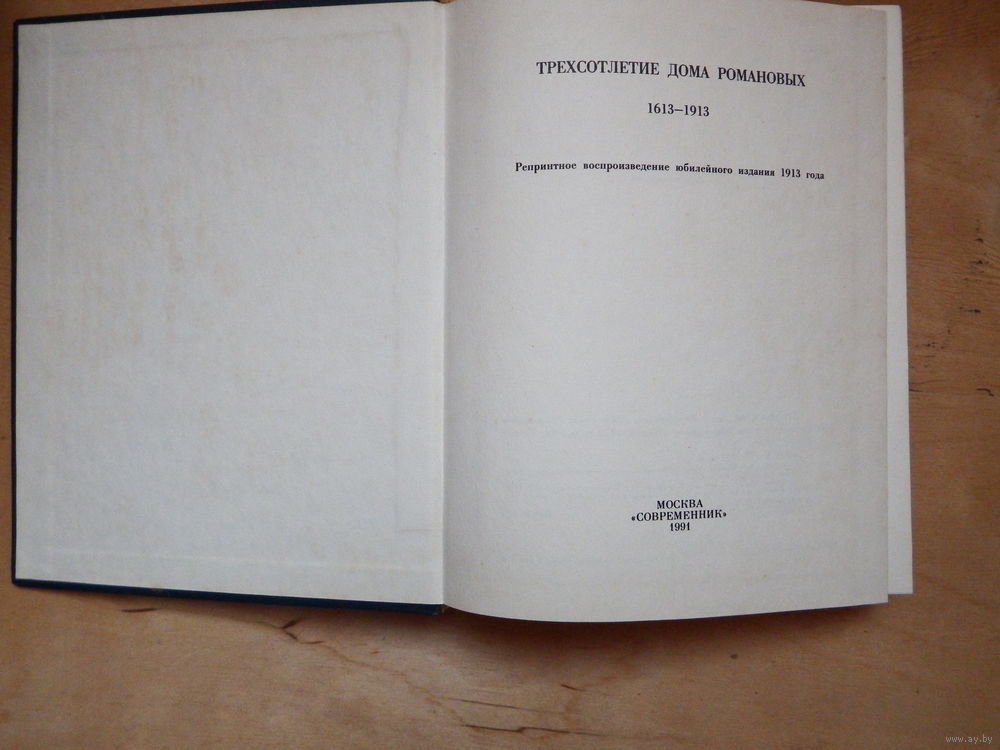 ТРЕХСОТЛЕТИЕ ДОМА РОМАНОВЫХ
1613—1913
Репринтное воспроизведение юбилейного издания 1913 года
МОСКВА
«СОВРЕМЕННИК»
1991
www.ay.by